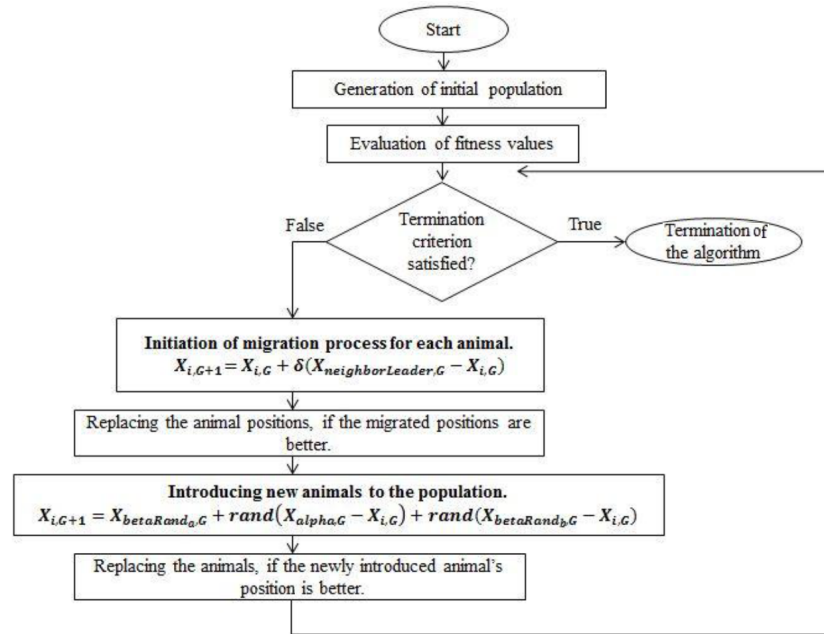 Start
Generation of initial population
Evaluation of fitness values
False
Termination
criterion
satisfied?
True
Termination of
the algorithm
Initiation of migration process for each animal.
X_{i,G+1} = X_{i,G} + δ(X_{neighborLeader,G} − X_{i,G})
Replacing the animal positions, if the migrated positions are
better.
Introducing new animals to the population.
X_{i,G+1} = X_{betaRand_a,G} + rand(X_{alpha,G} − X_{i,G}) + rand(X_{betaRand_b,G} − X_{i,G})
Replacing the animals, if the newly introduced animal's
position is better.